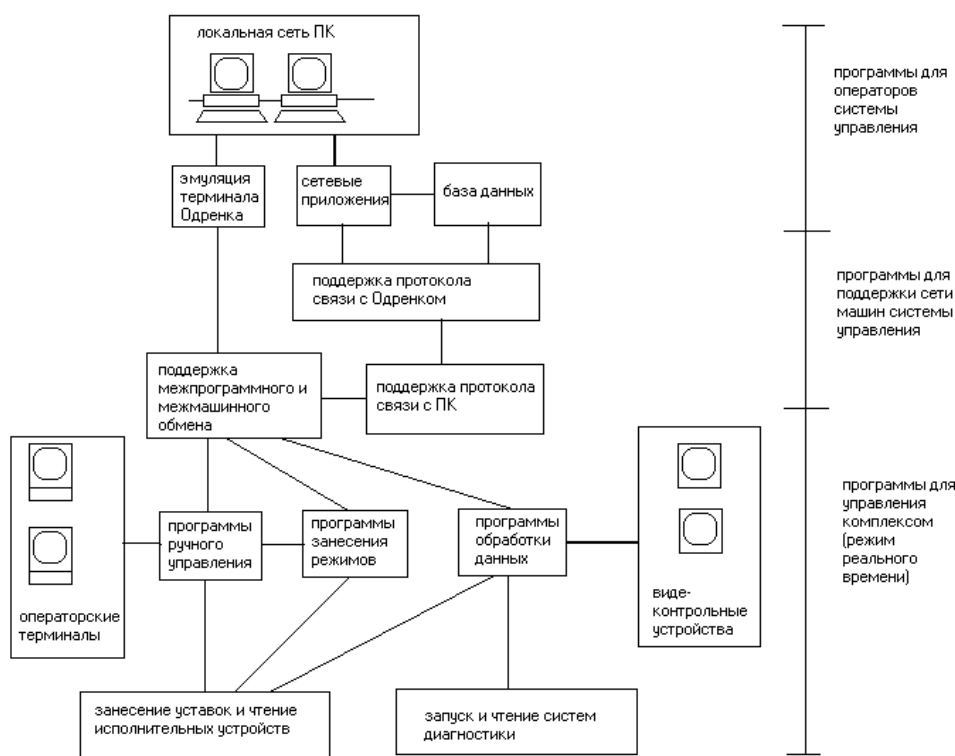 локальная сеть ПК
программы для
операторов
системы
управления
эмуляция
терминала
Одренка
сетевые
приложения
база данных
поддержка протокола
связи с Одренком
программы для
поддержки сети
машин системы
управления
поддержка
межпрограммного и
межмашинного
обмена
поддержка протокола
связи с ПК
программы для
управления
комплексом
(режим
реального
времени)
программы
ручного
управления
программы
занесения
режимов
программы
обработки
данных
операторские
терминалы
виде-
контрольные
устройства
занесение уставок и чтение
исполнительных устройств
запуск и чтение систем
диагностики